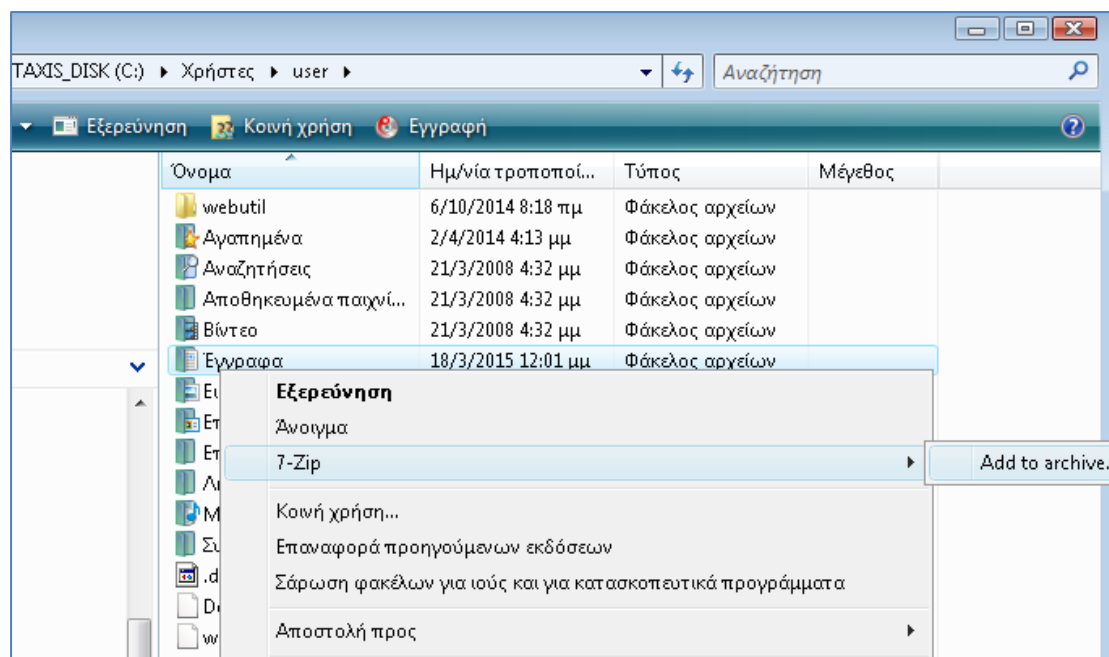 TAXIS_DISK (C:) Χρήστες user Αναζήτηση
Εξερεύνηση Κοινή χρήση Εγγραφή
Όνομα Ημ/νία τροποποί... Τύπος Μέγεθος
webutil 6/10/2014 8:18 πμ Φάκελος αρχείων
Αγαπημένα 2/4/2014 4:13 μμ Φάκελος αρχείων
Αναζητήσεις 21/3/2008 4:32 μμ Φάκελος αρχείων
Αποθηκευμένα παιχνί... 21/3/2008 4:32 μμ Φάκελος αρχείων
Βίντεο 21/3/2008 4:32 μμ Φάκελος αρχείων
Έγγραφα 18/3/2015 12:01 μμ Φάκελος αρχείων
Εξερεύνηση
Άνοιγμα
7-Zip Add to archive.
Κοινή χρήση...
Επαναφορά προηγούμενων εκδόσεων
Σάρωση φακέλων για ιούς και για κατασκοπευτικά προγράμματα
Αποστολή προς